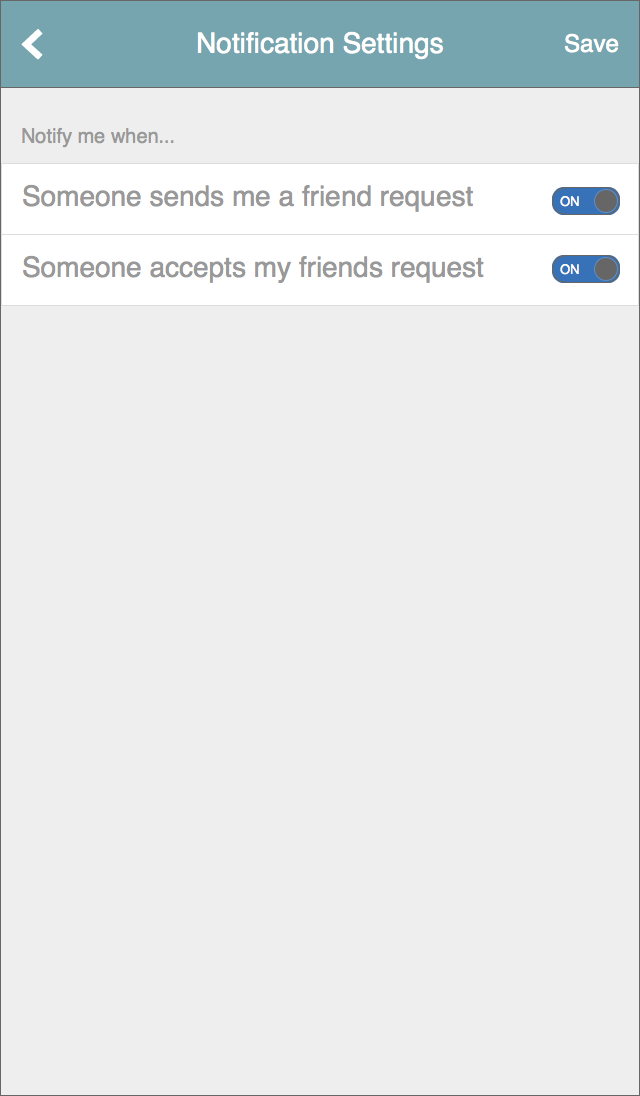 Notification Settings
Save
Notify me when...
Someone sends me a friend request
ON
Someone accepts my friends request
ON